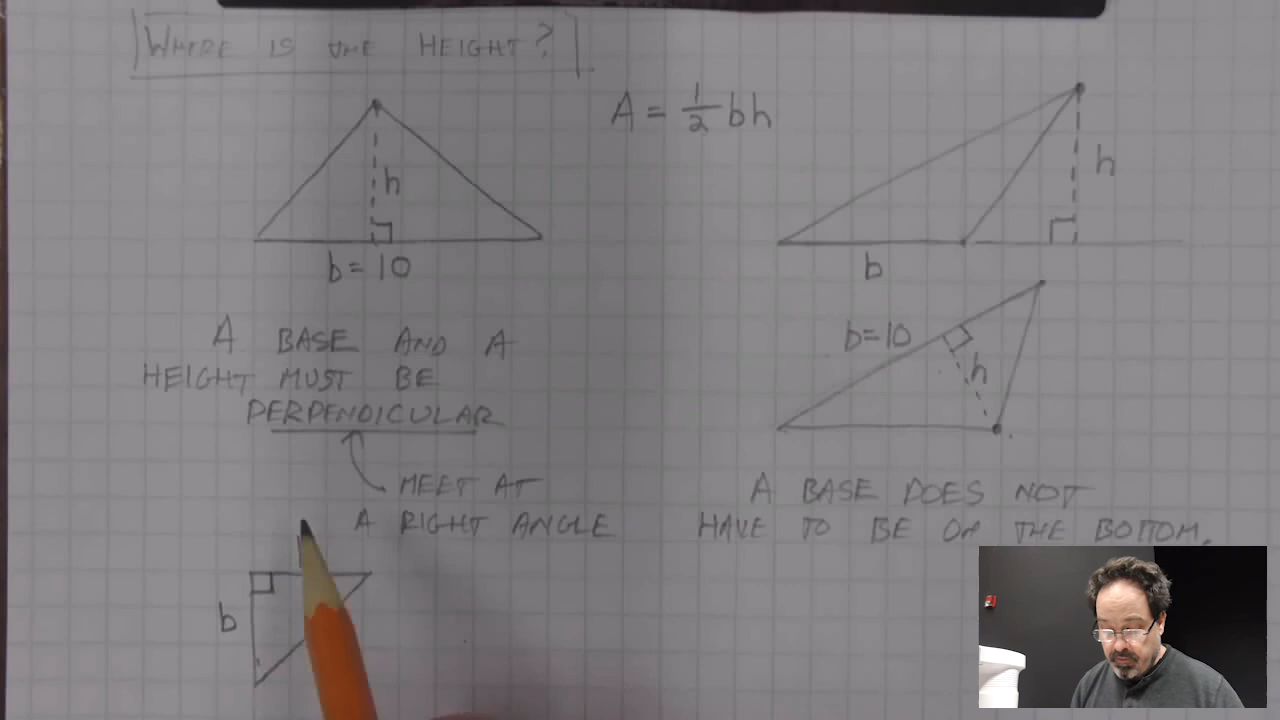 WHERE IS THE HEIGHT?
A = 1/2 bh
h
b = 10
h
b
b=10
h
A BASE AND A
HEIGHT MUST BE
PERPENDICULAR
MEET AT
A RIGHT ANGLE
A BASE DOES NOT
HAVE TO BE ON THE BOTTOM.
b